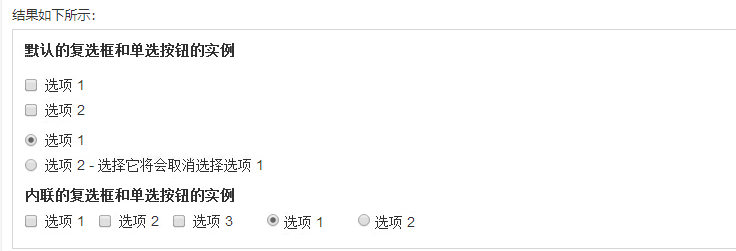 结果如下所示：
默认的复选框和单选按钮的实例
选项 1
选项 2
选项 1
选项 2 - 选择它将会取消选择选项 1
内联的复选框和单选按钮的实例
选项 1 选项 2 选项 3 选项 1 选项 2